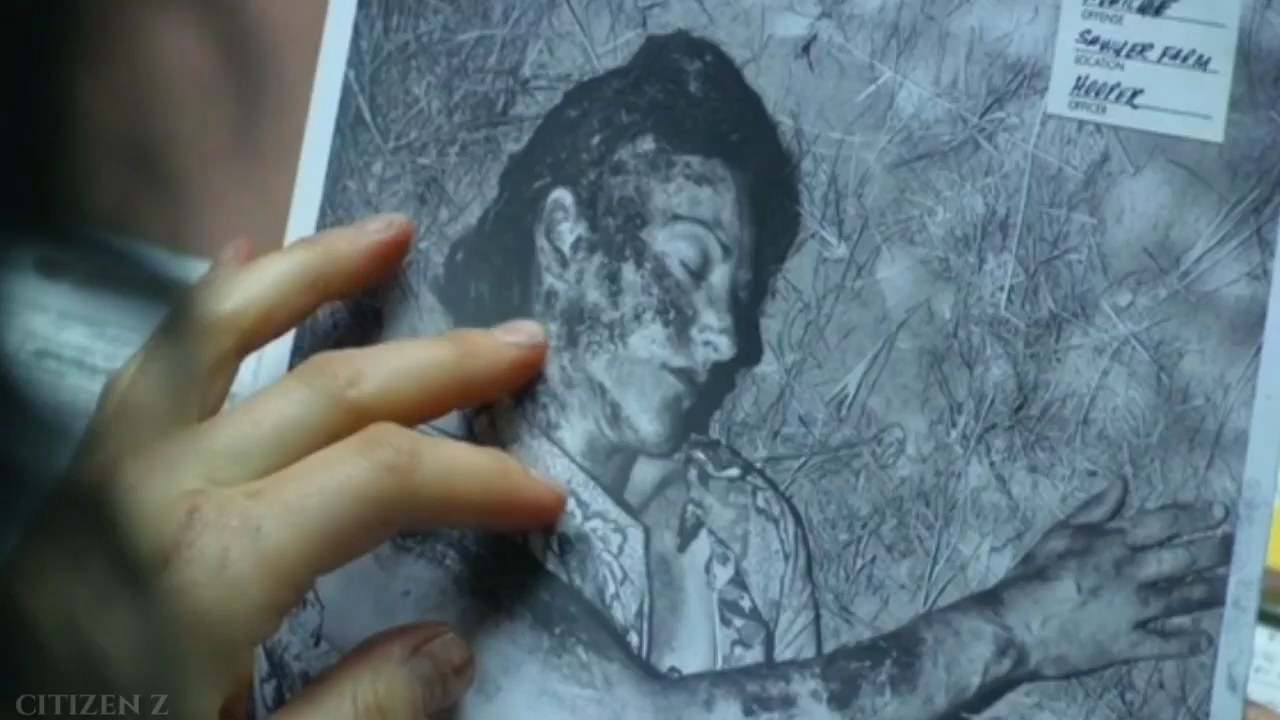 OFFENSE
SAWYER FARM
LOCATION
HOOPER
OFFICER
CITIZEN Z